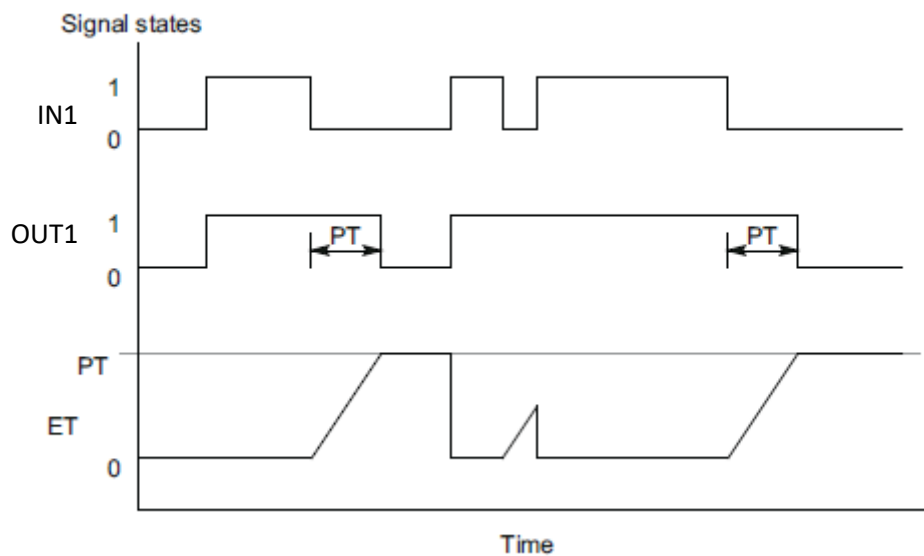 Signal states
1
IN1
0
1
OUT1
PT
PT
0
PT
ET
0
Time